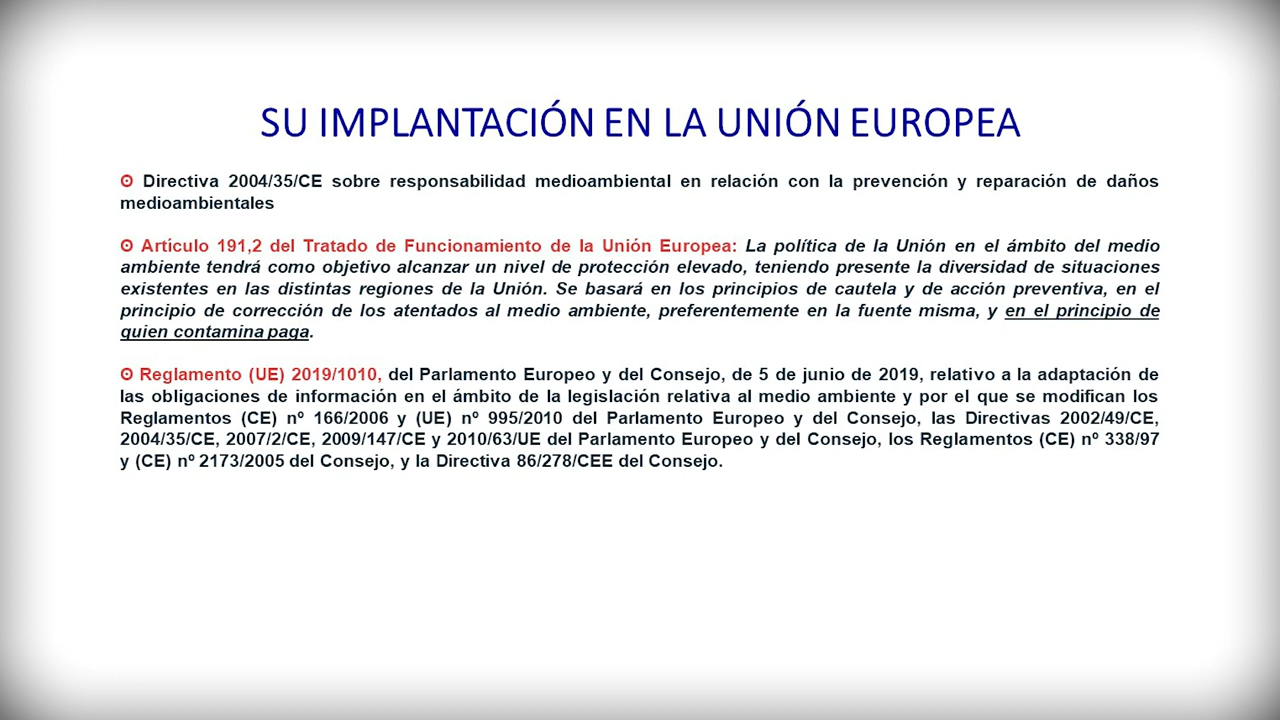 SU IMPLANTACIÓN EN LA UNIÓN EUROPEA
ʘ Directiva 2004/35/CE sobre responsabilidad medioambiental en relación con la prevención y reparación de daños
medioambientales
ʘ Artículo 191,2 del Tratado de Funcionamiento de la Unión Europea: La política de la Unión en el ámbito del medio
ambiente tendrá como objetivo alcanzar un nivel de protección elevado, teniendo presente la diversidad de situaciones
existentes en las distintas regiones de la Unión. Se basará en los principios de cautela y de acción preventiva, en el
principio de corrección de los atentados al medio ambiente, preferentemente en la fuente misma, y en el principio de
quien contamina paga.
ʘ Reglamento (UE) 2019/1010, del Parlamento Europeo y del Consejo, de 5 de junio de 2019, relativo a la adaptación de
las obligaciones de información en el ámbito de la legislación relativa al medio ambiente y por el que se modifican los
Reglamentos (CE) nº 166/2006 y (UE) nº 995/2010 del Parlamento Europeo y del Consejo, las Directivas 2002/49/CE,
2004/35/CE, 2007/2/CE, 2009/147/CE y 2010/63/UE del Parlamento Europeo y del Consejo, los Reglamentos (CE) nº 338/97
y (CE) nº 2173/2005 del Consejo, y la Directiva 86/278/CEE del Consejo.